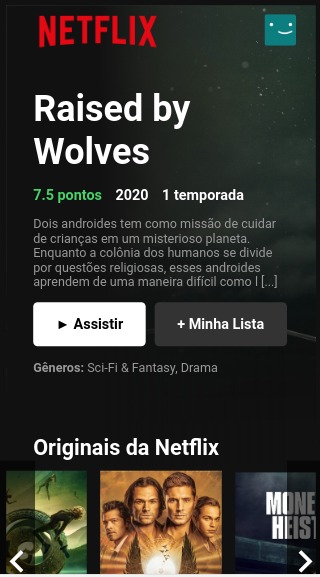 NETFLIX
Raised by
Wolves
7.5 pontos 2020 1 temporada
Dois androides tem como missão de cuidar
de crianças em um misterioso planeta.
Enquanto a colônia dos humanos se divide
por questões religiosas, esses androides
aprendem de uma maneira difícil como l [...]
► Assistir
+ Minha Lista
Gêneros: Sci-Fi & Fantasy, Drama
Originais da Netflix
MONE
HEIST